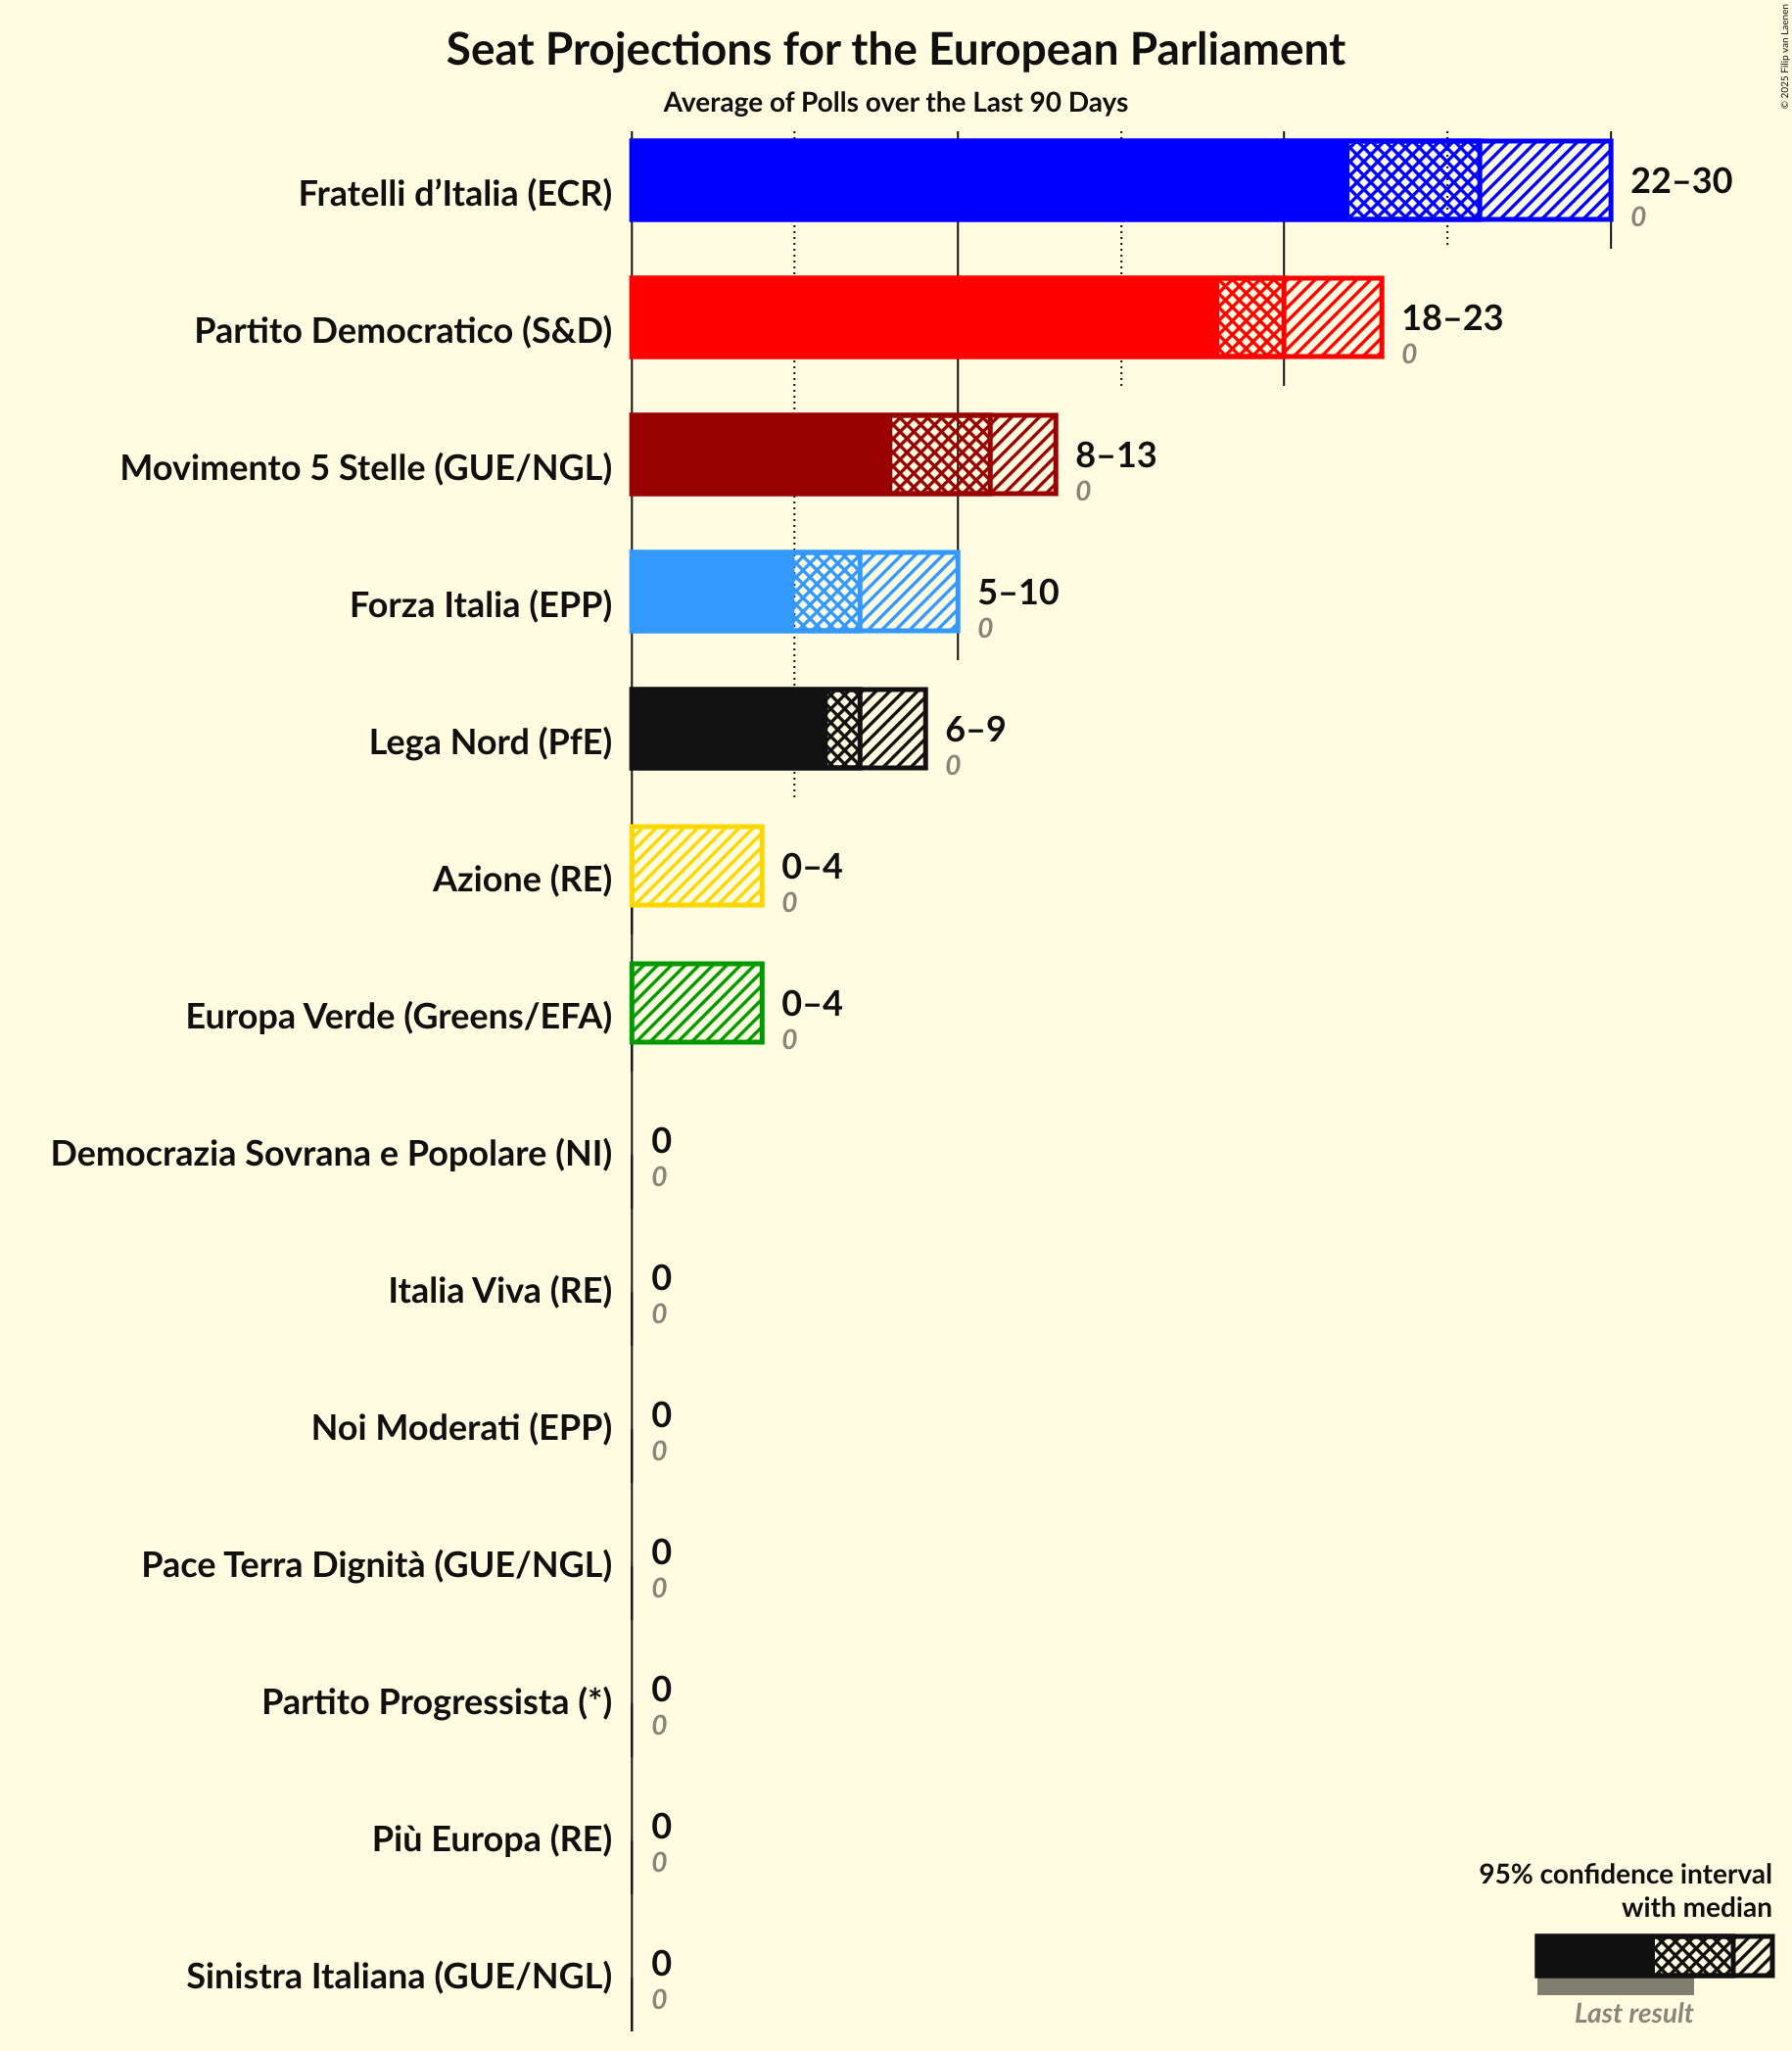 Seat Projections for the European Parliament
Average of Polls over the Last 90 Days
© 2025 Filip van Laenen
Fratelli d’Italia (ECR)
22–30
0
Partito Democratico (S&D)
18–23
0
Movimento 5 Stelle (GUE/NGL)
8–13
0
Forza Italia (EPP)
5–10
0
Lega Nord (PfE)
6–9
0
Azione (RE)
0–4
0
Europa Verde (Greens/EFA)
0–4
0
Democrazia Sovrana e Popolare (NI)
0
0
Italia Viva (RE)
0
0
Noi Moderati (EPP)
0
0
Pace Terra Dignità (GUE/NGL)
0
0
Partito Progressista (*)
0
0
Più Europa (RE)
0
0
Sinistra Italiana (GUE/NGL)
0
0
95% confidence interval
with median
Last result